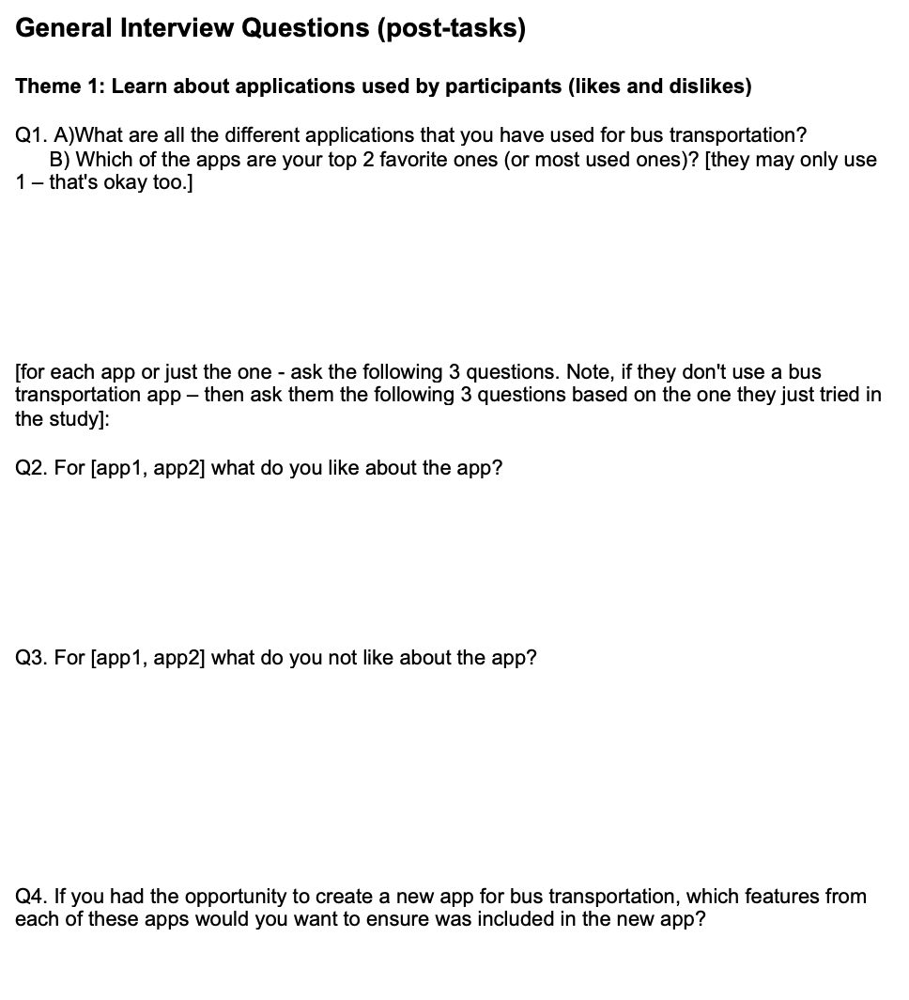 General Interview Questions (post-tasks)
Theme 1: Learn about applications used by participants (likes and dislikes)
Q1. A)What are all the different applications that you have used for bus transportation?
B) Which of the apps are your top 2 favorite ones (or most used ones)? [they may only use
1 – that's okay too.]
[for each app or just the one - ask the following 3 questions. Note, if they don't use a bus
transportation app – then ask them the following 3 questions based on the one they just tried in
the study]:
Q2. For [app1, app2] what do you like about the app?
Q3. For [app1, app2] what do you not like about the app?
Q4. If you had the opportunity to create a new app for bus transportation, which features from
each of these apps would you want to ensure was included in the new app?